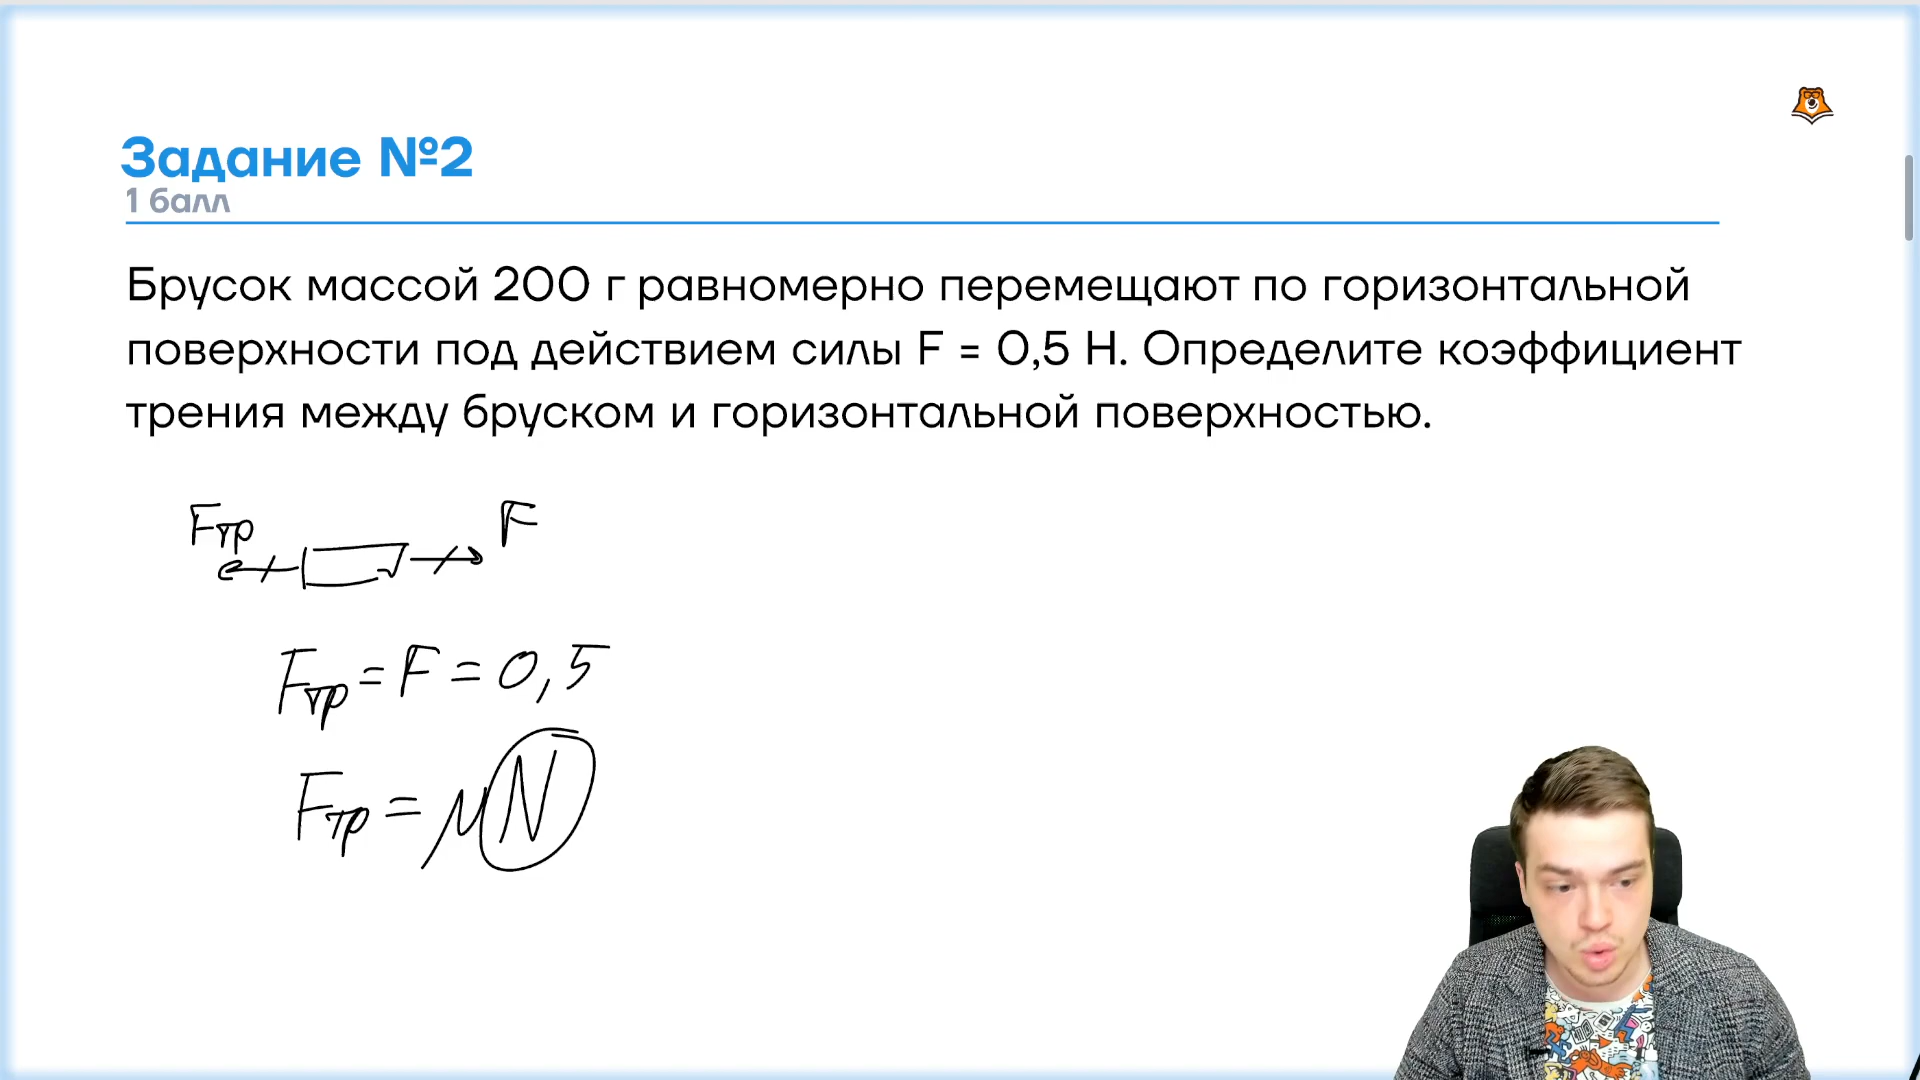 Задание №2
1 балл
Брусок массой 200 г равномерно перемещают по горизонтальной
поверхности под действием силы F = 0,5 Н. Определите коэффициент
трения между бруском и горизонтальной поверхностью.
Fтр F
Fтр = F = 0,5
Fтр = μN